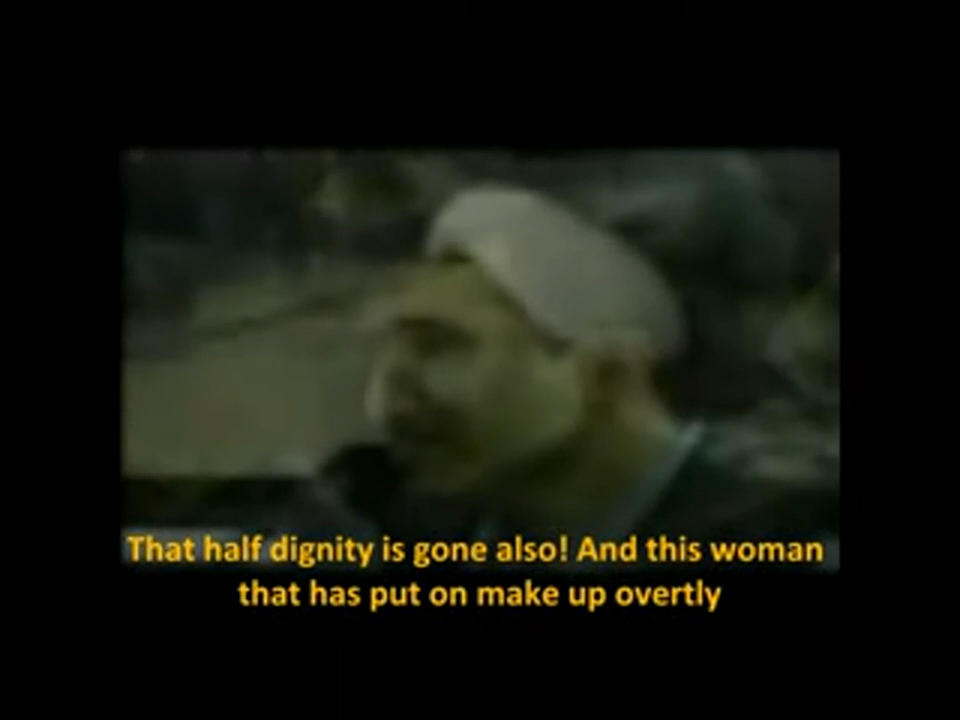 That half dignity is gone also! And this woman
that has put on make up overtly